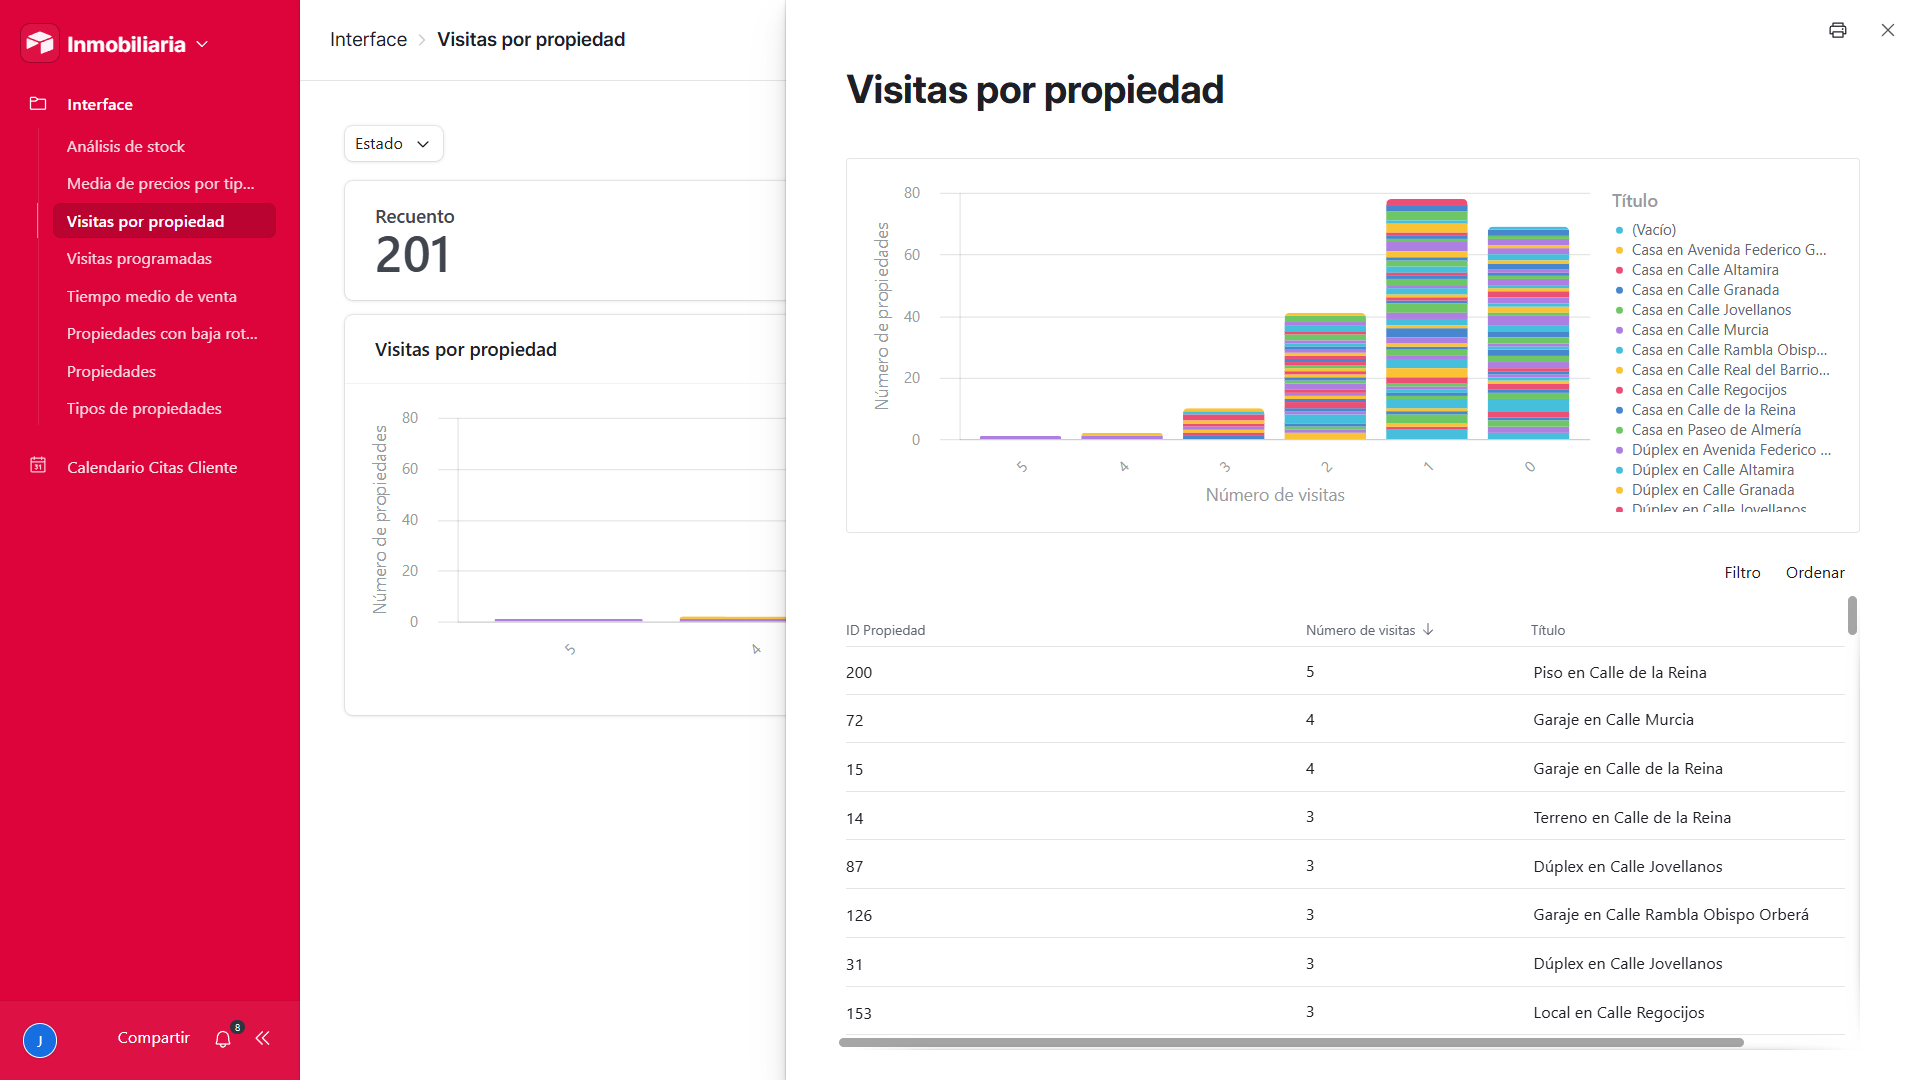 Inmobiliaria
Interface
Análisis de stock
Media de precios por tip...
Visitas por propiedad
Visitas programadas
Tiempo medio de venta
Propiedades con baja rot...
Propiedades
Tipos de propiedades
31
Calendario Citas Cliente
J
Compartir
8
Interface
Visitas por propiedad
Estado
Recuento
201
Visitas por propiedad
Número de propiedades
80
60
40
20
0
5
4
Visitas por propiedad
Número de propiedades
80
60
40
20
0
5
4
3
2
1
0
Número de visitas
Título
(Vacío)
Casa en Avenida Federico G...
Casa en Calle Altamira
Casa en Calle Granada
Casa en Calle Jovellanos
Casa en Calle Murcia
Casa en Calle Rambla Obisp...
Casa en Calle Real del Barrio...
Casa en Calle Regocijos
Casa en Calle de la Reina
Casa en Paseo de Almería
Dúplex en Avenida Federico ...
Dúplex en Calle Altamira
Dúplex en Calle Granada
Dúplex en Calle Jovellanos
Filtro
Ordenar
ID Propiedad Número de visitas Título
200 5 Piso en Calle de la Reina
72 4 Garaje en Calle Murcia
15 4 Garaje en Calle de la Reina
14 3 Terreno en Calle de la Reina
87 3 Dúplex en Calle Jovellanos
126 3 Garaje en Calle Rambla Obispo Orberá
31 3 Dúplex en Calle Jovellanos
153 3 Local en Calle Regocijos